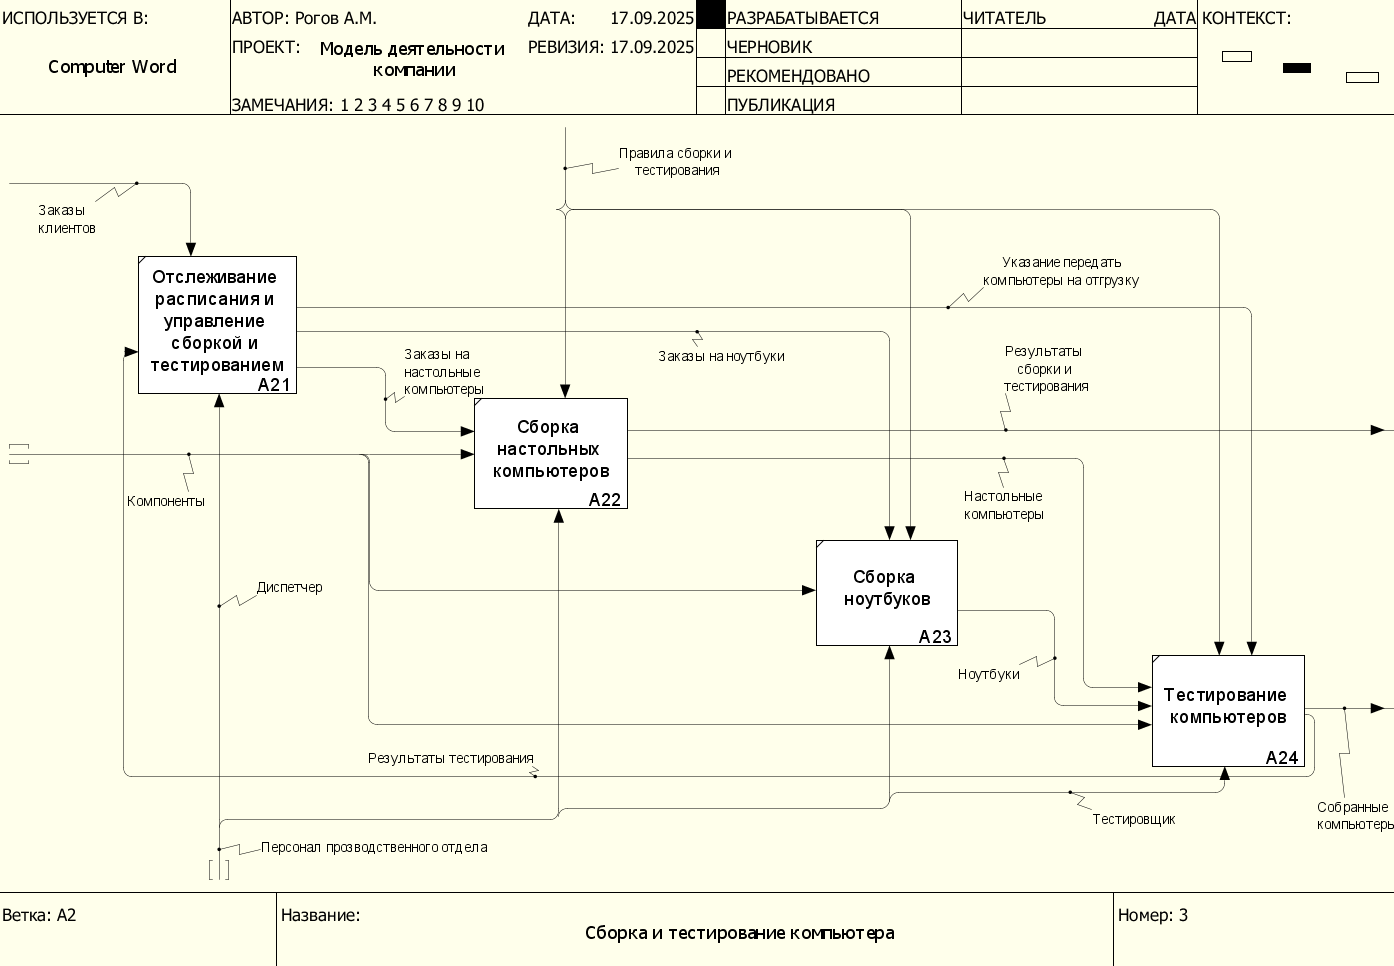 ИСПОЛЬЗУЕТСЯ В:
Computer Word
АВТОР: Рогов А.М.
ДАТА: 17.09.2025
ПРОЕКТ: Модель деятельности
компании
РЕВИЗИЯ: 17.09.2025
ЗАМЕЧАНИЯ: 1 2 3 4 5 6 7 8 9 10
РАЗРАБАТЫВАЕТСЯ
ЧЕРНОВИК
РЕКОМЕНДОВАНО
ПУБЛИКАЦИЯ
ЧИТАТЕЛЬ
ДАТА
КОНТЕКСТ:
Правила сборки и
тестирования
Заказы
клиентов
Отслеживание
расписания и
управление
сборкой и
тестированием
A21
Указание передать
компьютеры на отгрузку
Заказы на ноутбуки
Заказы на
настольные
компьютеры
Результаты
сборки и
тестирования
Сборка
настольных
компьютеров
A22
Компоненты
Настольные
компьютеры
Сборка
ноутбуков
A23
Диспетчер
Ноутбуки
Тестирование
компьютеров
A24
Результаты тестирования
Собранные
компьютеры
Тестировщик
Персонал прозводственного отдела
Ветка: A2
Название:
Сборка и тестирование компьютера
Номер: 3